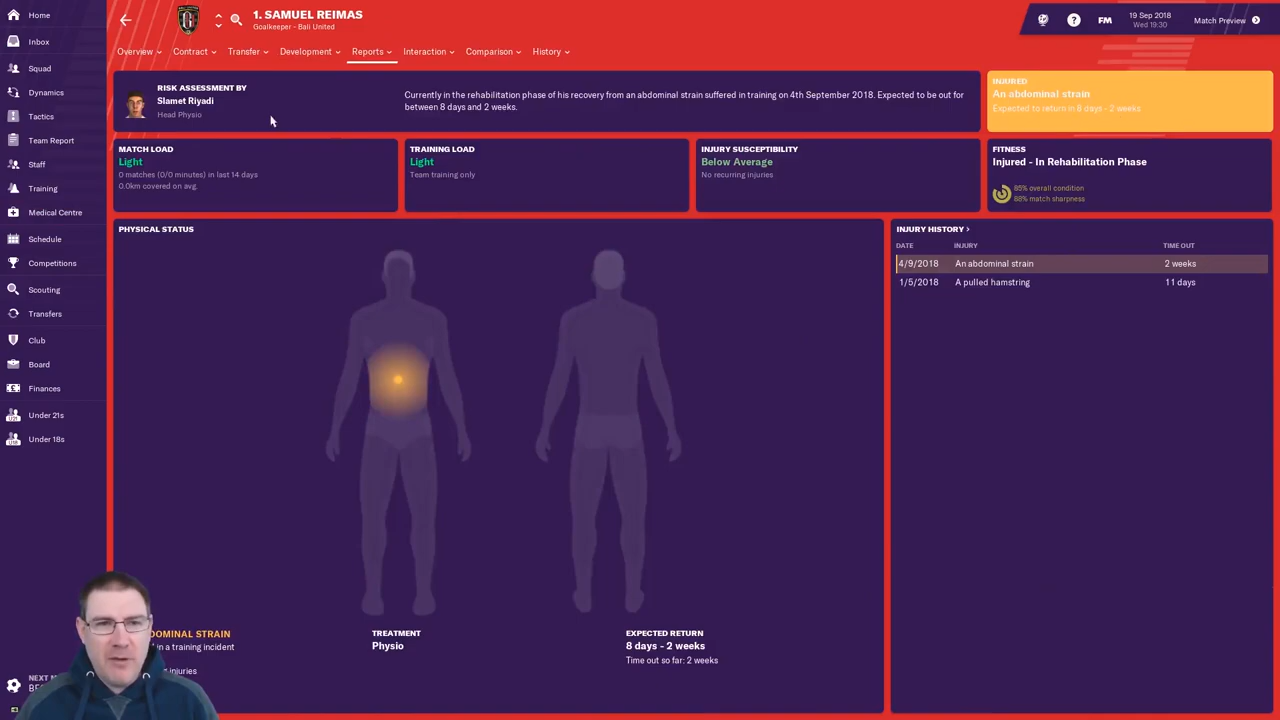 Home
Inbox
Squad
Dynamics
Tactics
Team Report
Staff
Training
Medical Centre
Schedule
Competitions
Scouting
Transfers
Club
Board
Finances
Under 21s
Under 18s
1. SAMUEL REIMAS
Goalkeeper - Bali United
? FM 19 Sep 2018
Wed 19:30
Match Preview
Overview Contract Transfer Development Reports Interaction Comparison History
RISK ASSESSMENT BY
Slamet Riyadi
Head Physio
Currently in the rehabilitation phase of his recovery from an abdominal strain suffered in training on 4th September 2018. Expected to be out for
between 8 days and 2 weeks.
INJURED
An abdominal strain
Expected to return in 8 days - 2 weeks
MATCH LOAD
Light
0 matches (0/0 minutes) in last 14 days
0.0km covered on avg.
TRAINING LOAD
Light
Team training only
INJURY SUSCEPTIBILITY
Below Average
No recurring injuries
FITNESS
Injured - In Rehabilitation Phase
85% overall condition
88% match sharpness
PHYSICAL STATUS
INJURY HISTORY >
DATE INJURY TIME OUT
4/9/2018 An abdominal strain 2 weeks
1/5/2018 A pulled hamstring 11 days
DOMINAL STRAIN
in a training incident
injuries
TREATMENT
Physio
EXPECTED RETURN
8 days - 2 weeks
Time out so far: 2 weeks
NEXT